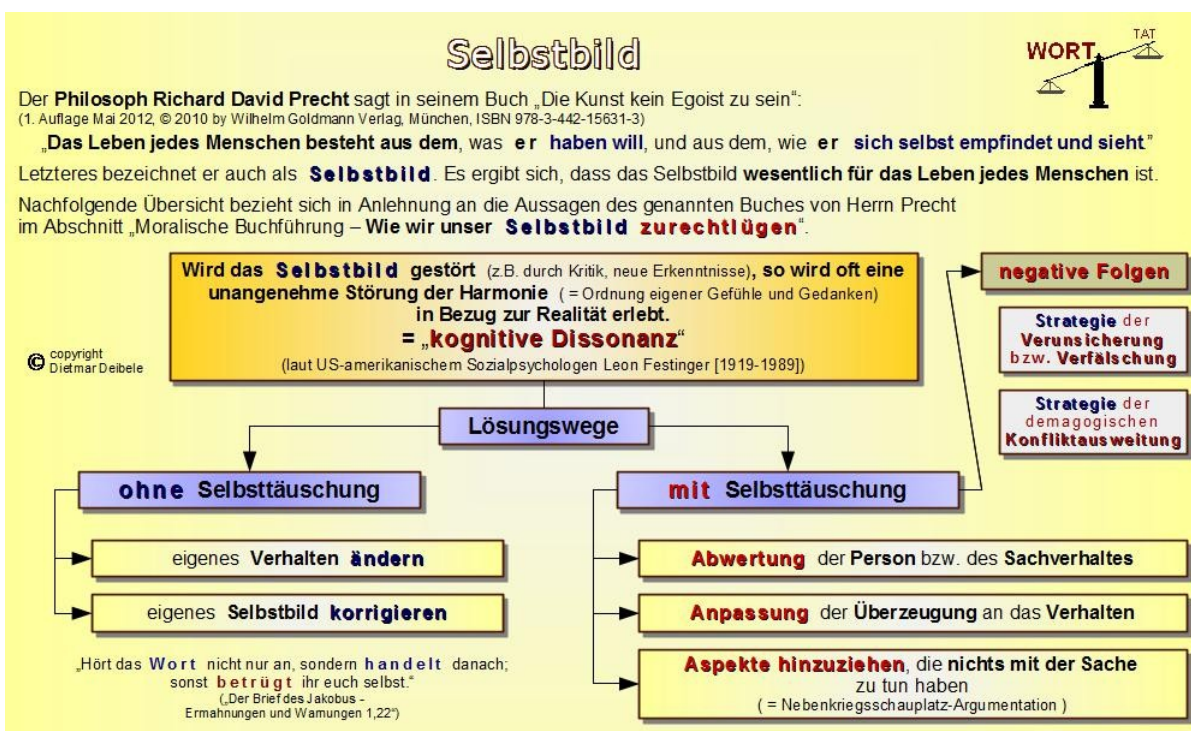 Selbstbild
WORT
TAT
Der Philosoph Richard David Precht sagt in seinem Buch „Die Kunst kein Egoist zu sein“:
(1. Auflage Mai 2012, © 2010 by Wilhelm Goldmann Verlag, München, ISBN 978-3-442-15631-3)
„Das Leben jedes Menschen besteht aus dem, was er haben will, und aus dem, wie er sich selbst empfindet und sieht“
Letzteres bezeichnet er auch als Selbstbild. Es ergibt sich, dass das Selbstbild wesentlich für das Leben jedes Menschen ist.
Nachfolgende Übersicht bezieht sich in Anlehnung an die Aussagen des genannten Buches von Herrn Precht
im Abschnitt „Moralische Buchführung – Wie wir unser Selbstbild zurechtlügen“.
Wird das Selbstbild gestört (z.B. durch Kritik, neue Erkenntnisse), so wird oft eine
unangenehme Störung der Harmonie ( = Ordnung eigener Gefühle und Gedanken)
in Bezug zur Realität erlebt.
= „kognitive Dissonanz“
(laut US-amerikanischem Sozialpsychologen Leon Festinger [1919-1989])
© copyright
Dietmar Deibele
negative Folgen
Strategie der
Verunsicherung
bzw. Verfälschung
Strategie der
demagogischen
Konfliktausweitung
Lösungswege
ohne Selbsttäuschung
eigenes Verhalten ändern
eigenes Selbstbild korrigieren
„Hört das Wort nicht nur an, sondern handelt danach;
sonst betrügt ihr euch selbst.“
(„Der Brief des Jakobus -
Ermahnungen und Warnungen 1,22“)
mit Selbsttäuschung
Abwertung der Person bzw. des Sachverhaltes
Anpassung der Überzeugung an das Verhalten
Aspekte hinzuziehen, die nichts mit der Sache
zu tun haben
( = Nebenkriegsschauplatz-Argumentation )